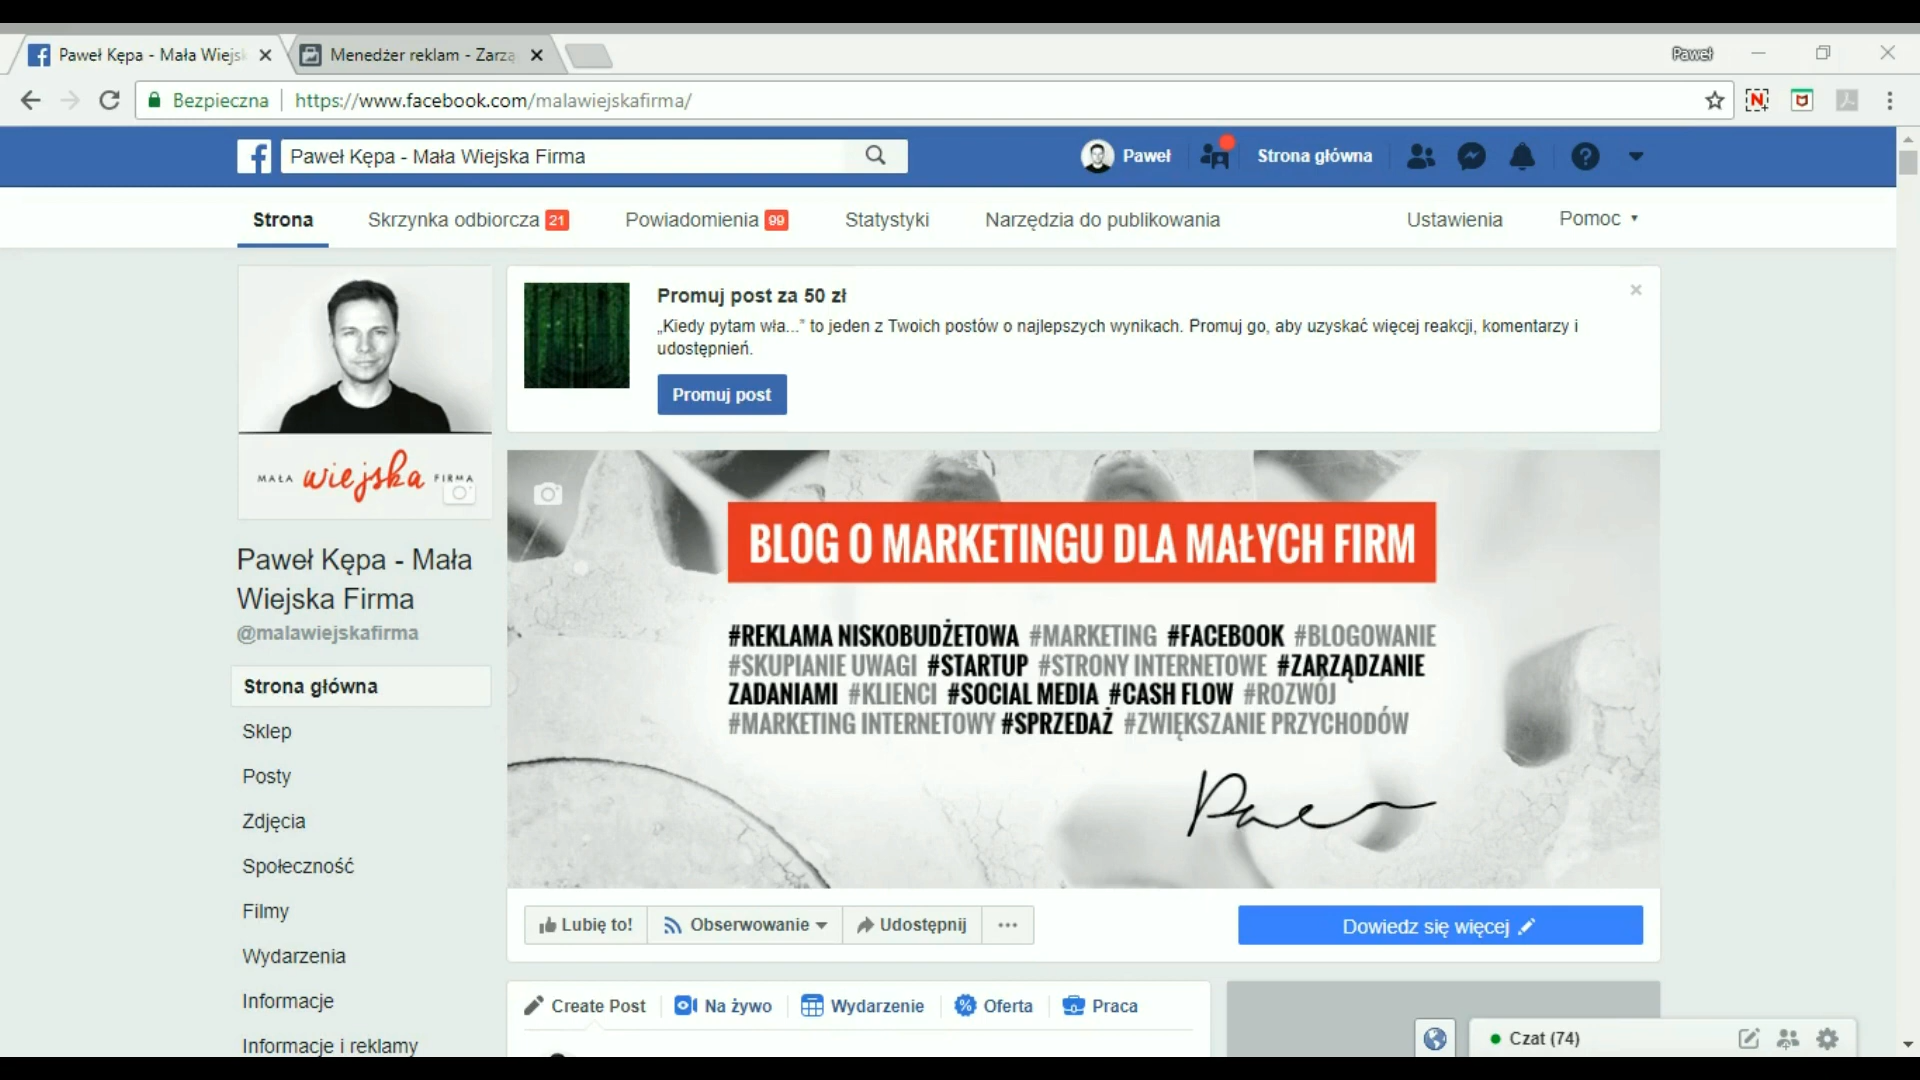 Paweł Kępa - Mała Wiejs
Menedżer reklam - Zarzą
Paweł
Bezpieczna
https://www.facebook.com/malawiejskafirma/
Paweł Kępa - Mała Wiejska Firma
Paweł
Strona główna
Strona
Skrzynka odbiorcza 21
Powiadomienia 99
Statystyki
Narzędzia do publikowania
Ustawienia
Pomoc
Promuj post za 50 zł
„Kiedy pytam wła...” to jeden z Twoich postów o najlepszych wynikach. Promuj go, aby uzyskać więcej reakcji, komentarzy i
udostępnień.
Promuj post
MAŁA wiejska FIRMA
Paweł Kępa - Mała
Wiejska Firma
@malawiejskafirma
Strona główna
Sklep
Posty
Zdjęcia
Społeczność
Filmy
Wydarzenia
Informacje
Informacje i reklamy
BLOG O MARKETINGU DLA MAŁYCH FIRM
#REKLAMA NISKOBUDŻETOWA #MARKETING #FACEBOOK #BLOGOWANIE
#SKUPIANIE UWAGI #STARTUP #STRONY INTERNETOWE #ZARZĄDZANIE
ZADANIAMI #KLIENCI #SOCIAL MEDIA #CASH FLOW #ROZWÓJ
#MARKETING INTERNETOWY #SPRZEDAŻ #ZWIĘKSZANIE PRZYCHODÓW
Lubię to!
Obserwowanie
Udostępnij
Dowiedz się więcej
Create Post
Na żywo
Wydarzenie
Oferta
Praca
Czat (74)